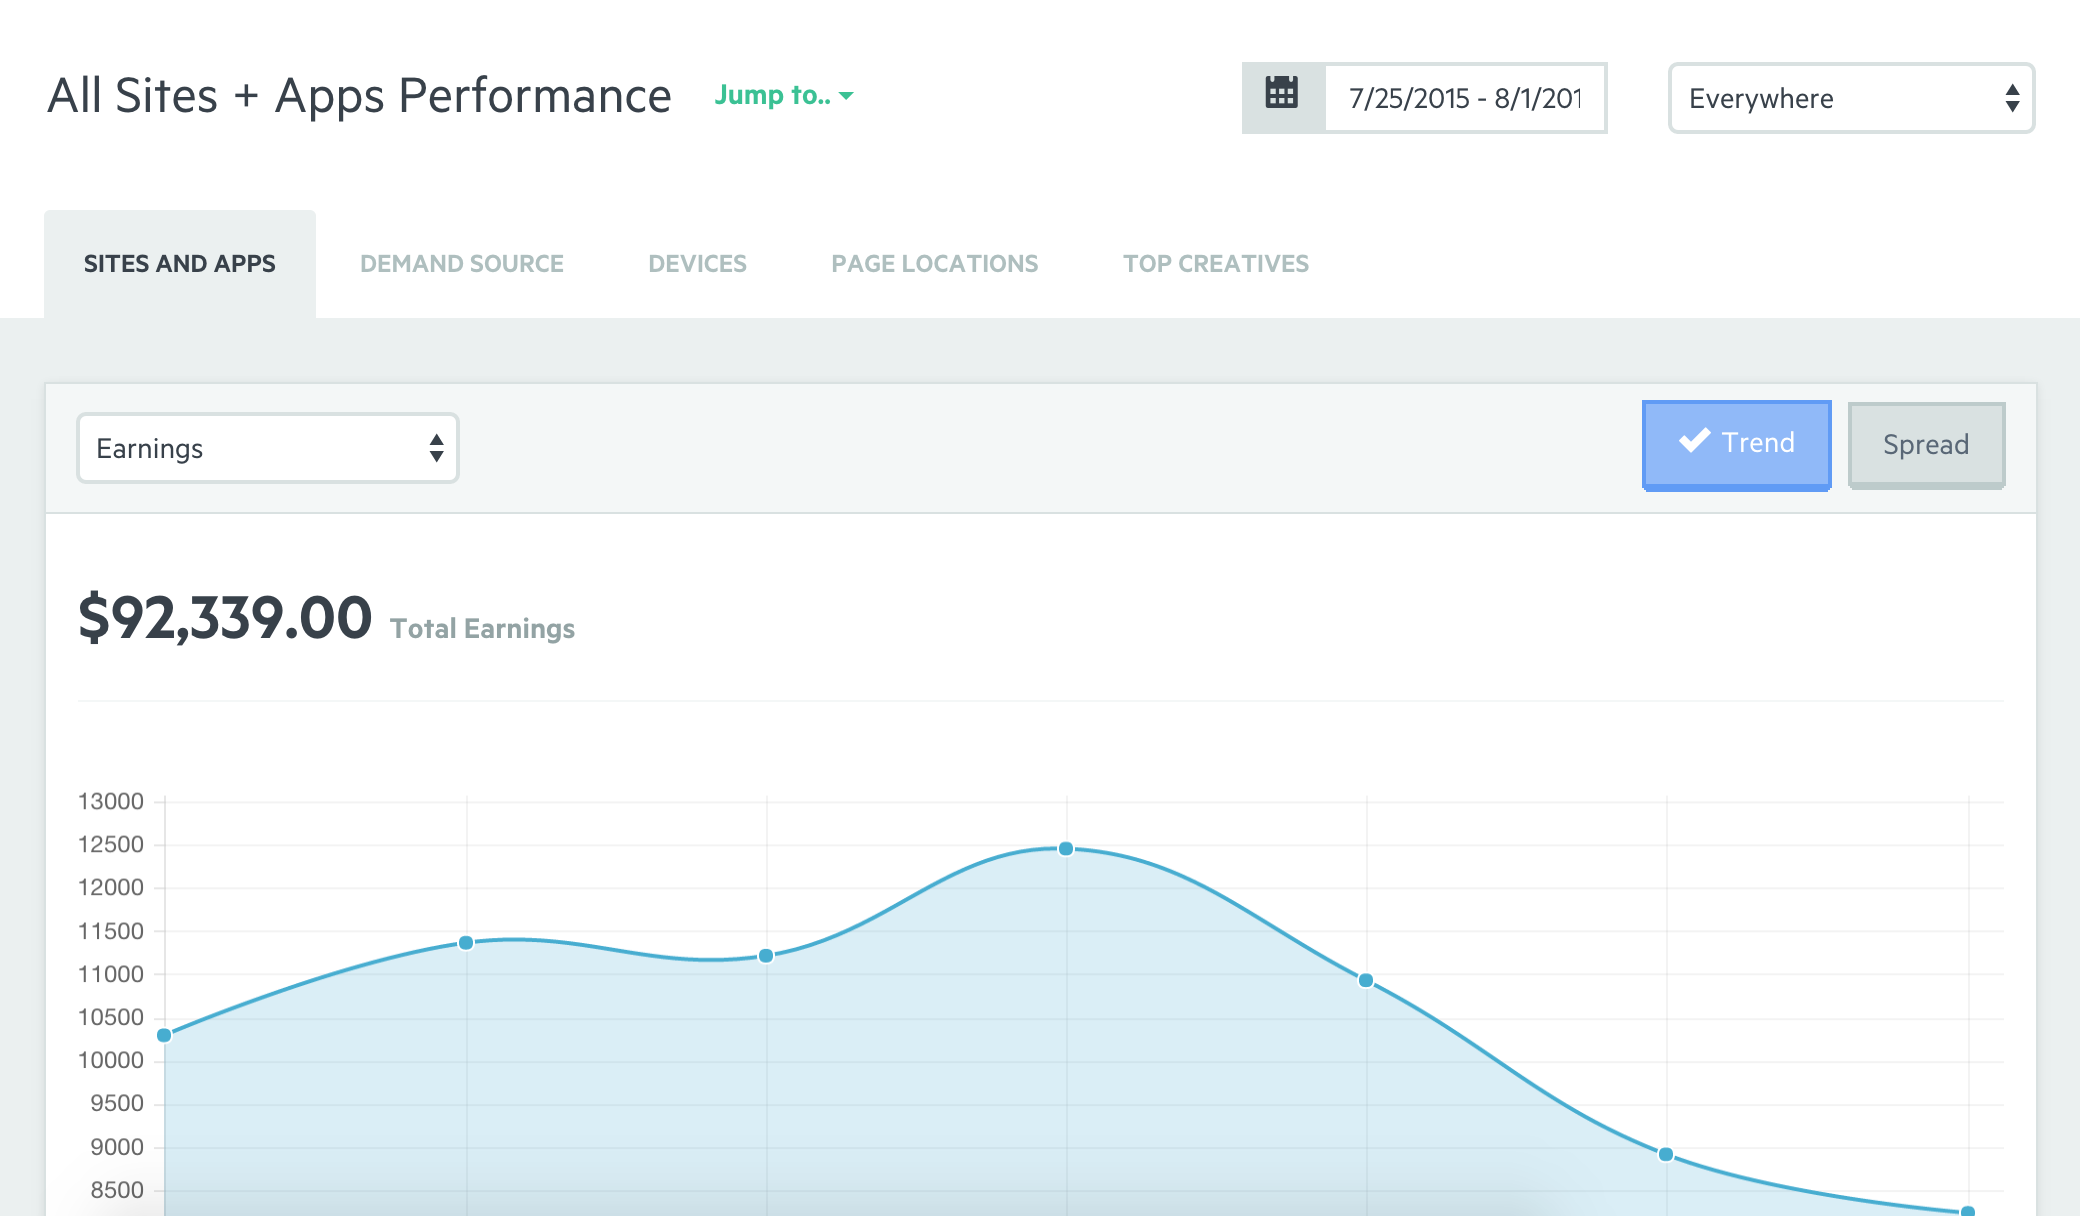 All Sites + Apps Performance
Jump to..
7/25/2015 - 8/1/201
Everywhere
SITES AND APPS
DEMAND SOURCE
DEVICES
PAGE LOCATIONS
TOP CREATIVES
Earnings
Trend
Spread
$92,339.00 Total Earnings
13000
12500
12000
11500
11000
10500
10000
9500
9000
8500